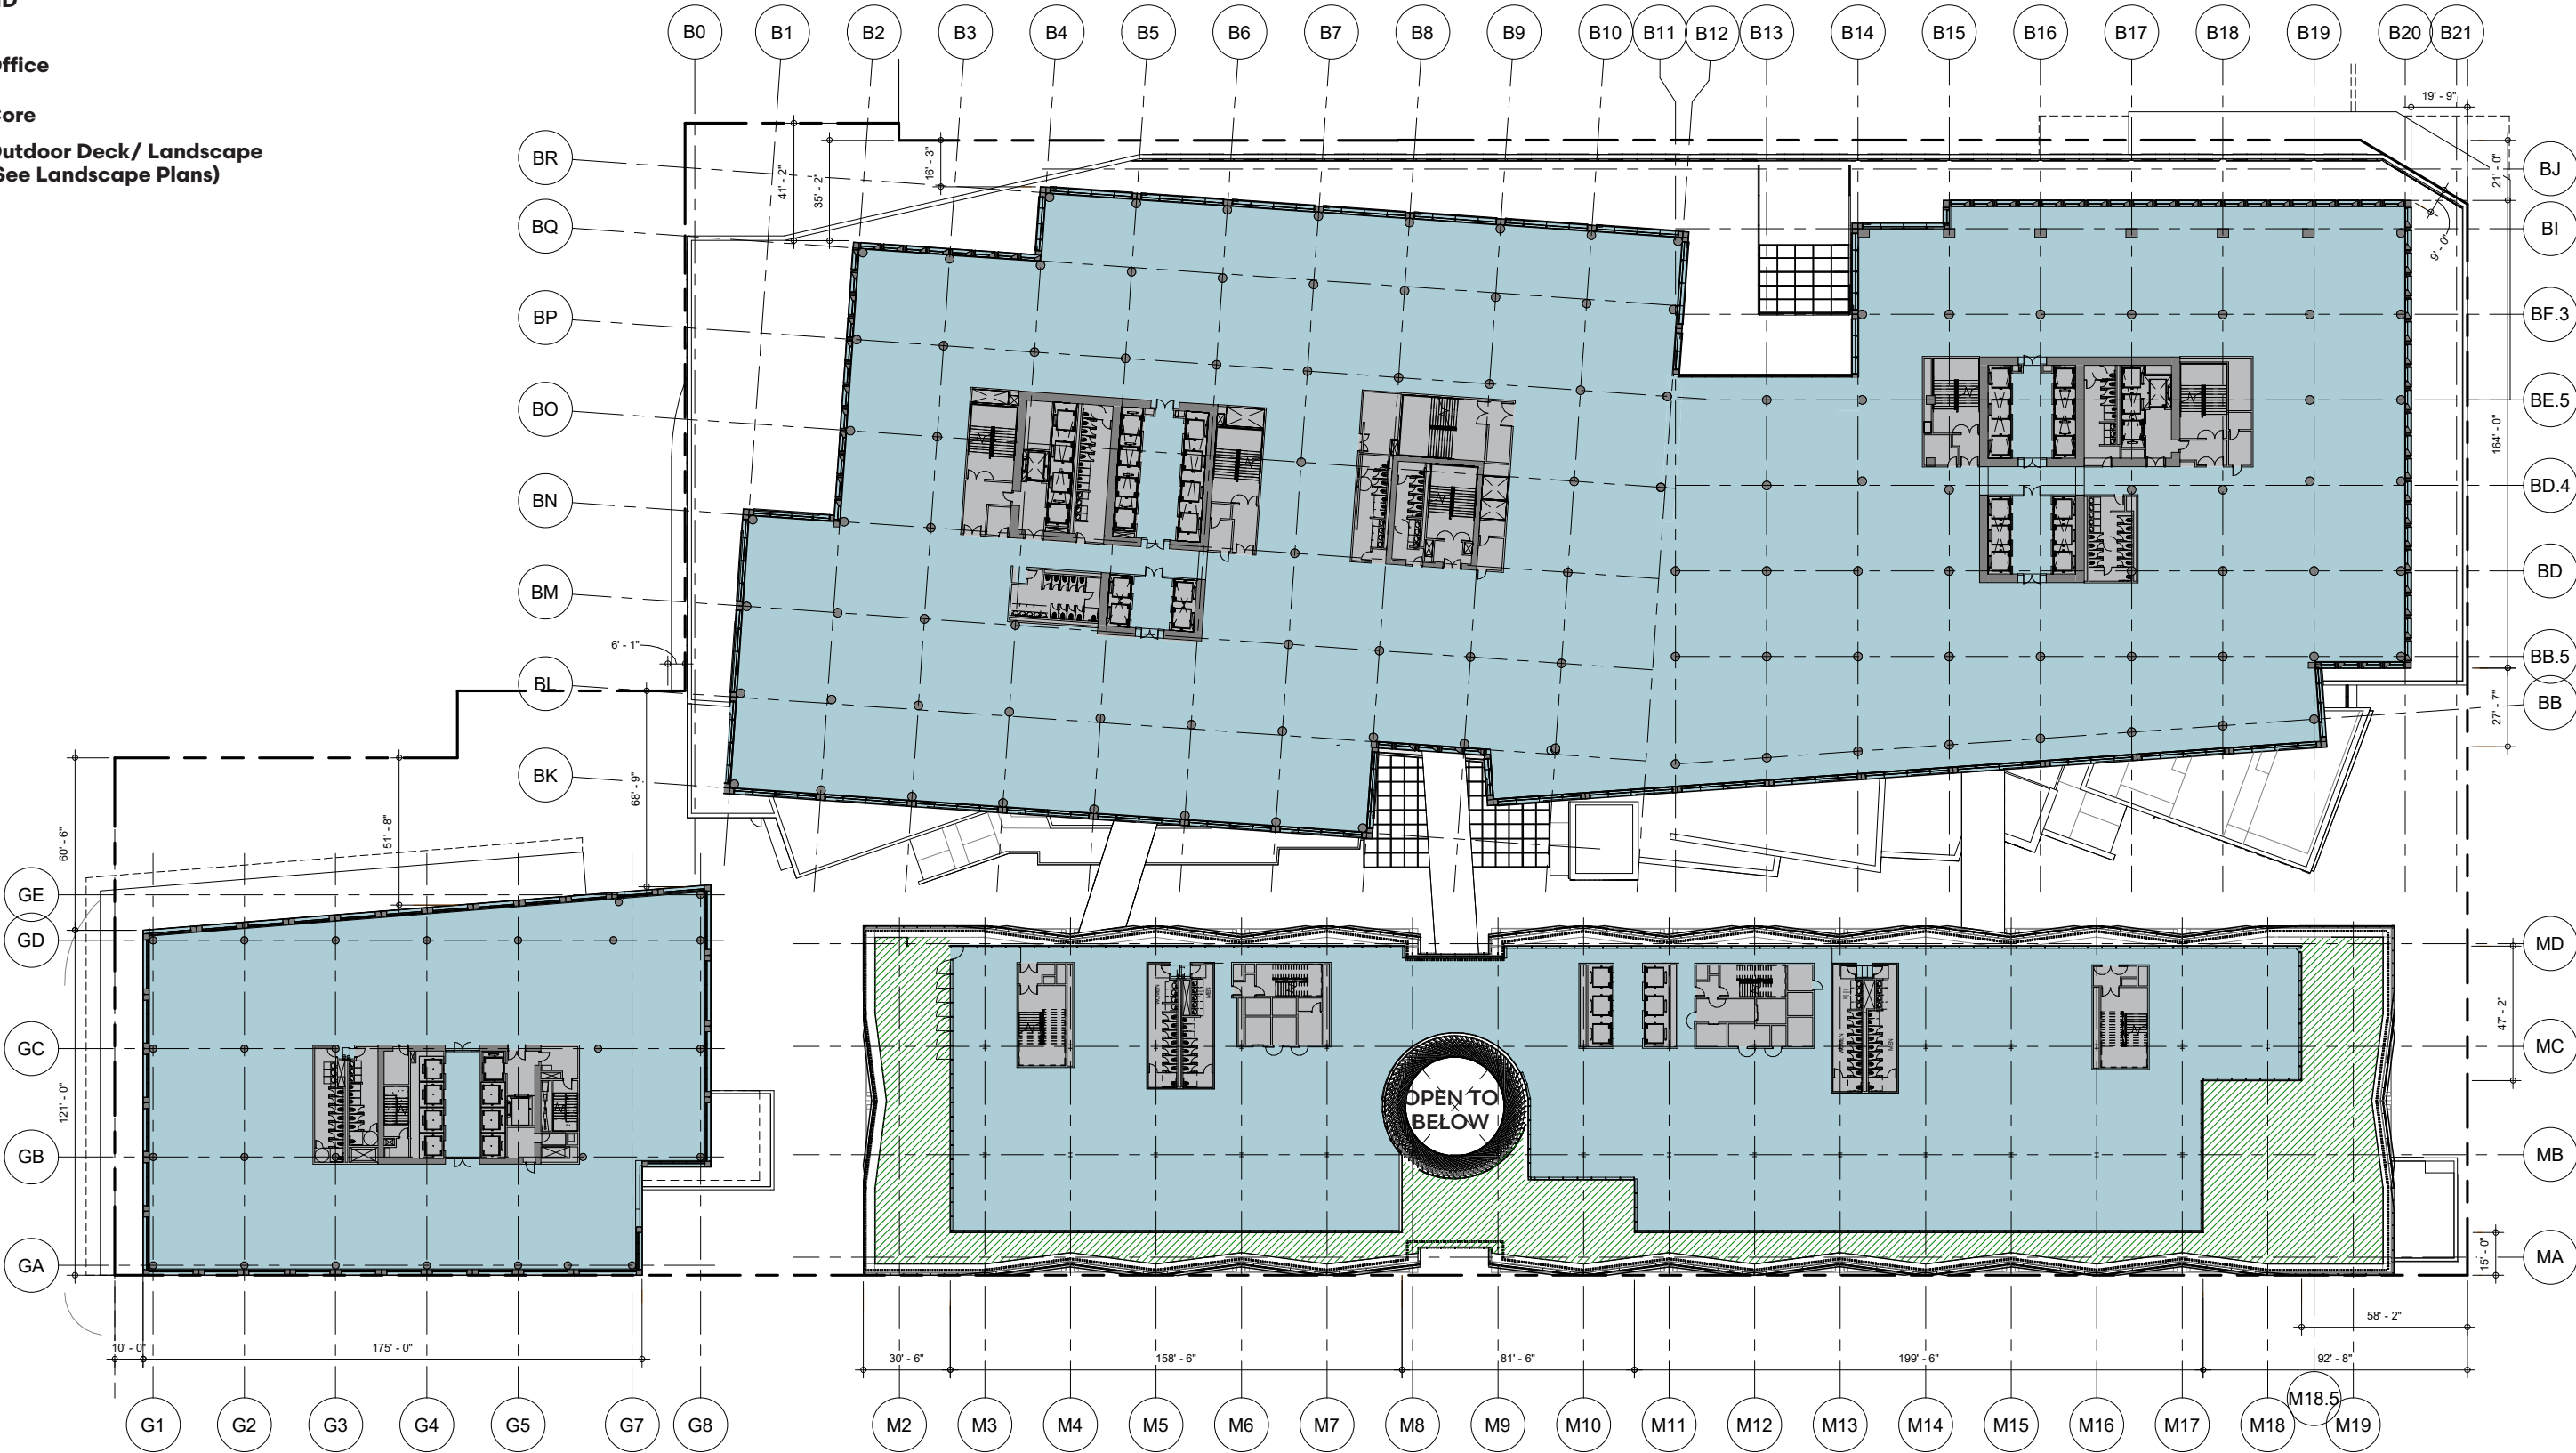 Office
Core
Outdoor Deck/ Landscape
(See Landscape Plans)
B0 B1 B2 B3 B4 B5 B6 B7 B8 B9 B10 B11 B12 B13 B14 B15 B16 B17 B18 B19 B20 B21
19' - 9"
BR
BQ
BP
BO
BN
BM
BL
BK
41' - 2"
35' - 2"
16' - 3"
6' - 1"
68' - 9"
BJ
BI
BF.3
BE.5
BD.4
BD
BB.5
BB
21' - 0"
9' - 0"
164' - 0"
27' - 7"
60' - 6"
51' - 8"
121' - 0"
GE
GD
GC
GB
GA
WOMEN
MEN
OPEN TO
BELOW
WOMEN
MEN
MD
MC
MB
MA
47' - 2"
15' - 0"
58' - 2"
10' - 0" 175' - 0" 30' - 6" 158' - 6" 81' - 6" 199' - 6" 92' - 8"
G1 G2 G3 G4 G5 G7 G8 M2 M3 M4 M5 M6 M7 M8 M9 M10 M11 M12 M13 M14 M15 M16 M17 M18 M18.5 M19